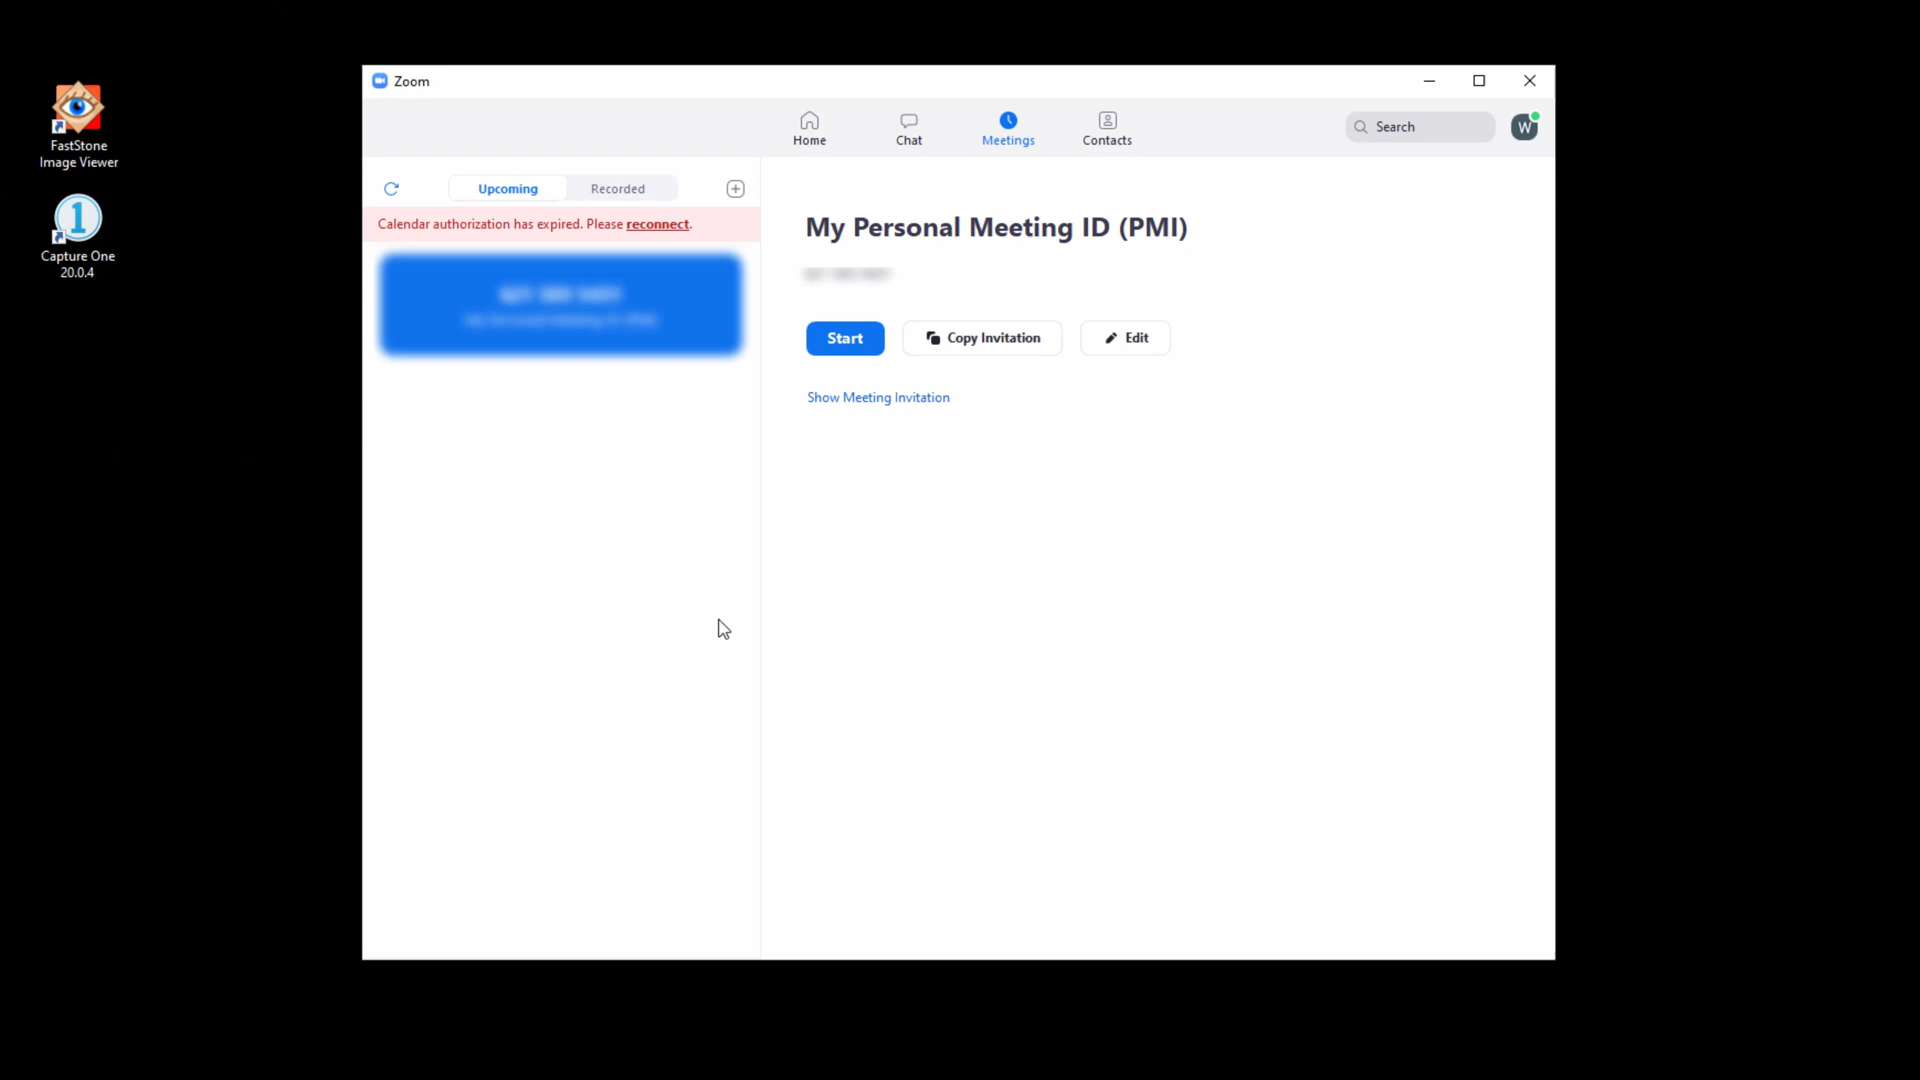 FastStone
Image Viewer
1
Capture One
20.0.4
Zoom
Home
Chat
Meetings
Contacts
Search
W
Upcoming
Recorded
Calendar authorization has expired. Please reconnect.
My Personal Meeting ID (PMI)
Start
Copy Invitation
Edit
Show Meeting Invitation